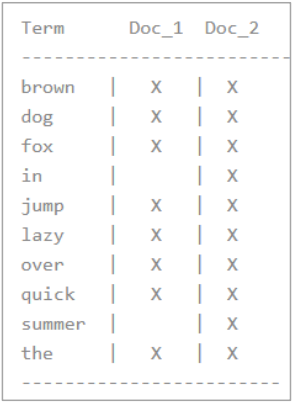 Term Doc_1 Doc_2
-------------------------
brown | X | X
dog | X | X
fox | X | X
in | | X
jump | X | X
lazy | X | X
over | X | X
quick | X | X
summer | | X
the | X | X
------------------------